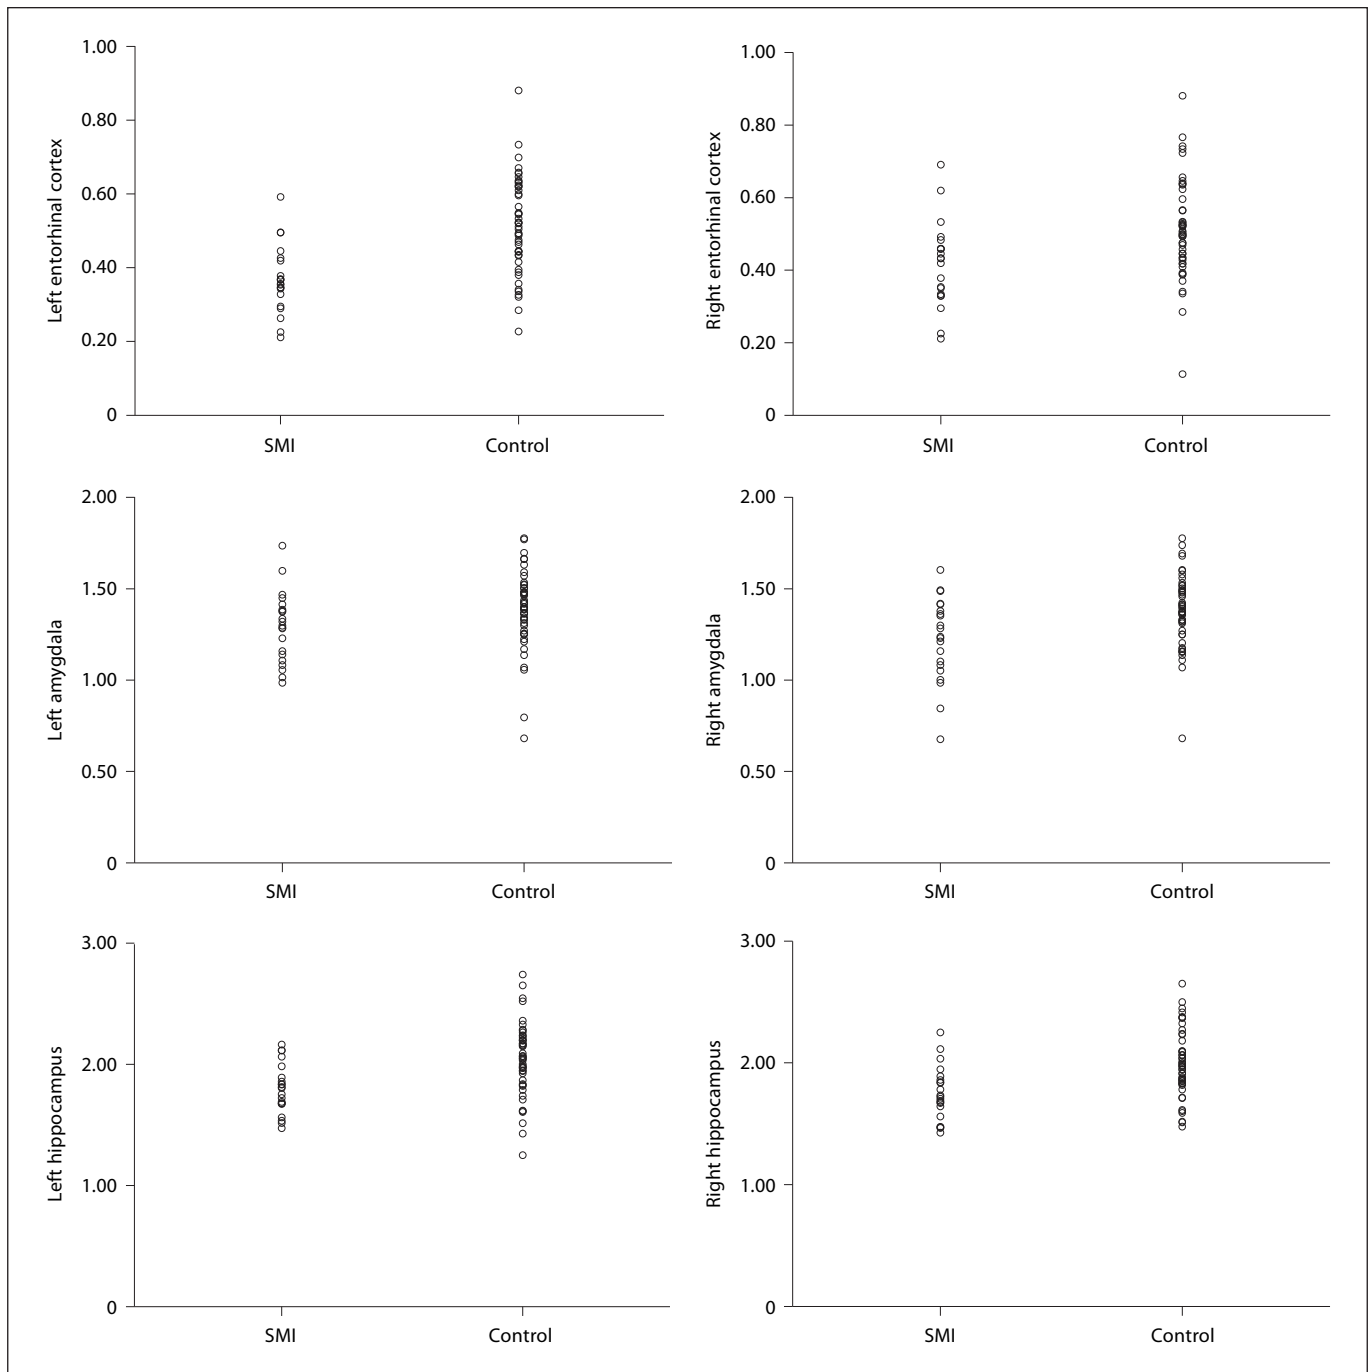 1.00
0.80
0.60
0.40
0.20
0
Left entorhinal cortex
SMI
Control
1.00
0.80
0.60
0.40
0.20
0
Right entorhinal cortex
SMI
Control
2.00
1.50
1.00
0.50
0
Left amygdala
SMI
Control
2.00
1.50
1.00
0.50
0
Right amygdala
SMI
Control
3.00
2.00
1.00
0
Left hippocampus
SMI
Control
3.00
2.00
1.00
0
Right hippocampus
SMI
Control